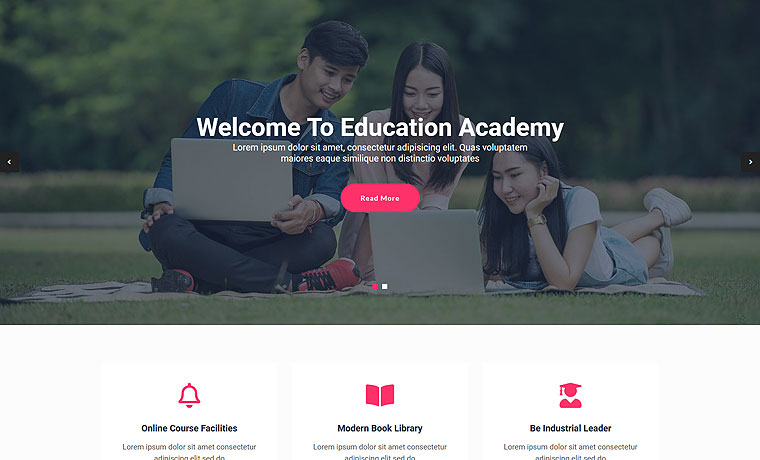 Welcome To Education Academy
Lorem ipsum dolor sit amet, consectetur adipisicing elit. Quas voluptatem
maiores eaque similique non distinctio voluptates
Read More
Online Course Facilities
Modern Book Library
Be Industrial Leader
Lorem ipsum dolor sit amet consectetur
Lorem ipsum dolor sit amet consectetur
Lorem ipsum dolor sit amet consectetur
adipisicing elit sed do
adipisicing elit sed do
adipisicing elit sed do